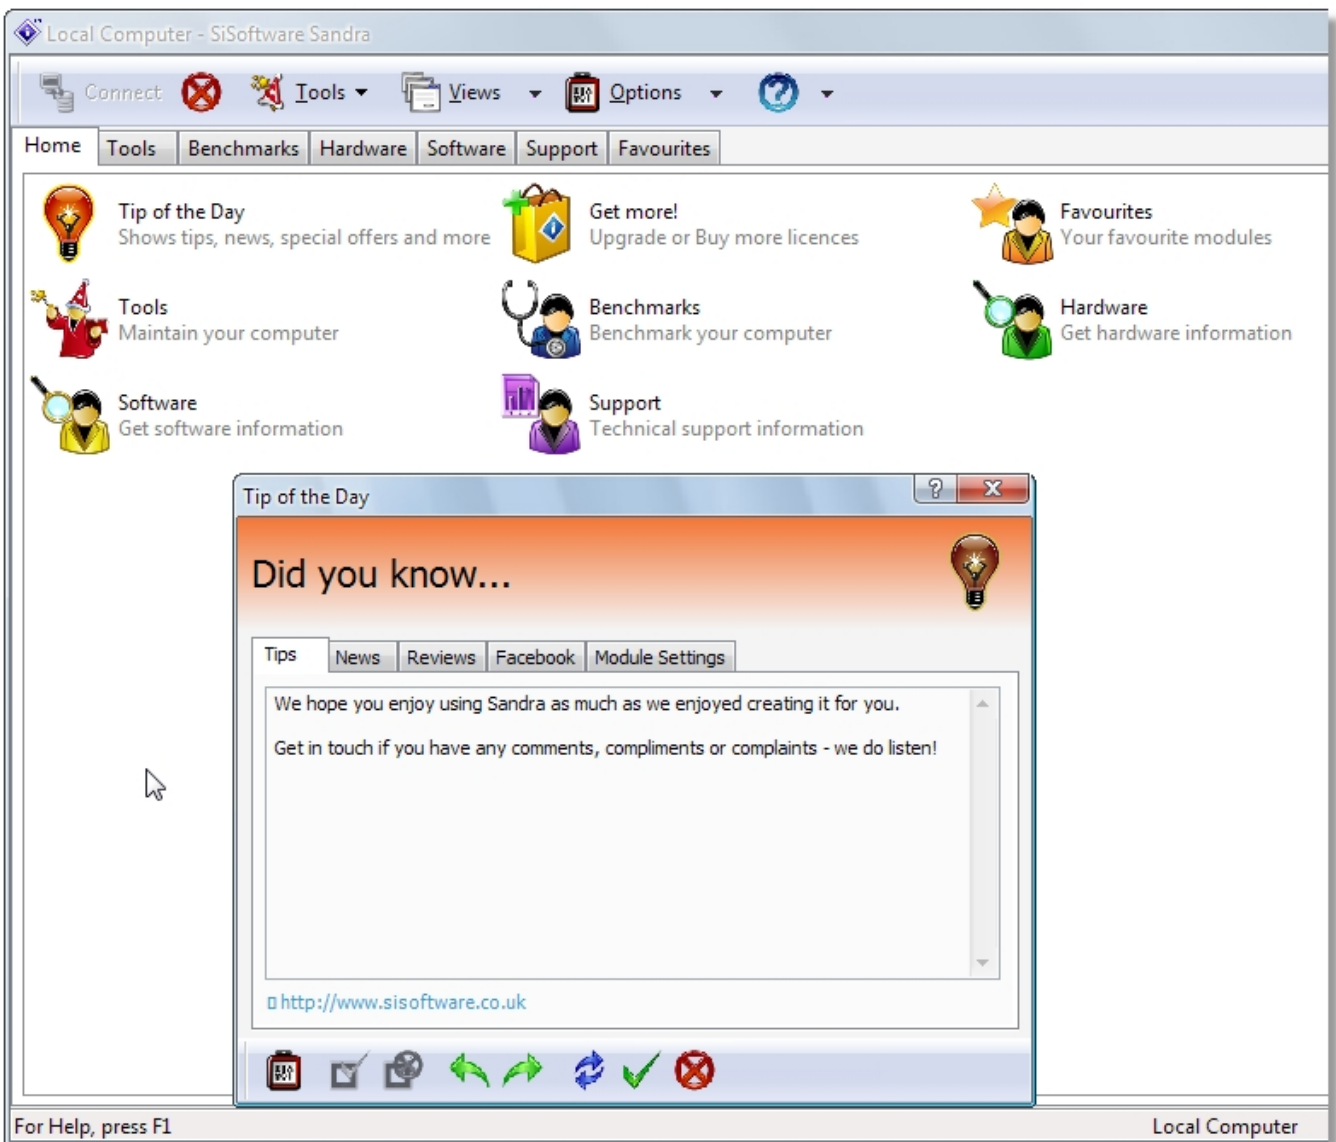 Local Computer - SiSoftware Sandra
Connect Tools Views Options
Home Tools Benchmarks Hardware Software Support Favourites
Tip of the Day
Shows tips, news, special offers and more
Get more!
Upgrade or Buy more licences
Favourites
Your favourite modules
Tools
Maintain your computer
Benchmarks
Benchmark your computer
Hardware
Get hardware information
Software
Get software information
Support
Technical support information
Tip of the Day
Did you know...
Tips News Reviews Facebook Module Settings
We hope you enjoy using Sandra as much as we enjoyed creating it for you.
Get in touch if you have any comments, compliments or complaints - we do listen!
http://www.sisoftware.co.uk
For Help, press F1
Local Computer